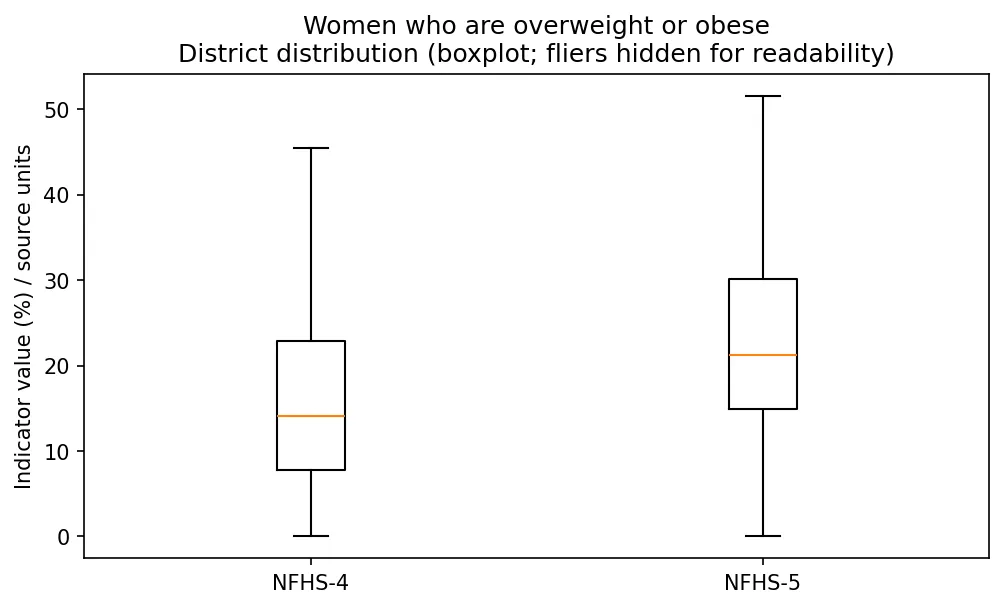 Women who are overweight or obese
District distribution (boxplot; fliers hidden for readability)
Indicator value (%) / source units
50
40
30
20
10
0
NFHS-4
NFHS-5